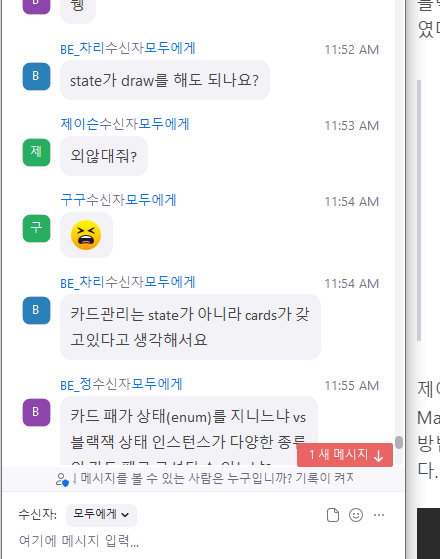 B
웽
BE_차리수신자모두에게
11:52 AM
B
state가 draw를 해도 되나요?
제이슨수신자모두에게
11:53 AM
제
외않대줘?
구구수신자모두에게
11:54 AM
구
BE_차리수신자모두에게
11:54 AM
B
카드관리는 state가 아니라 cards가 갖
고있다고 생각해서요
BE_정수신자모두에게
11:55 AM
B
카드 패가 상태(enum)를 지니느냐 vs
블랙잭 상태 인스턴스가 다양한 종류
1 새 메시지 ↓
메시지를 볼 수 있는 사람은 누구입니까? 기록이 켜져
수신자: 모두에게
여기에 메시지 입력...
였다
제이
Ma
방법
다.